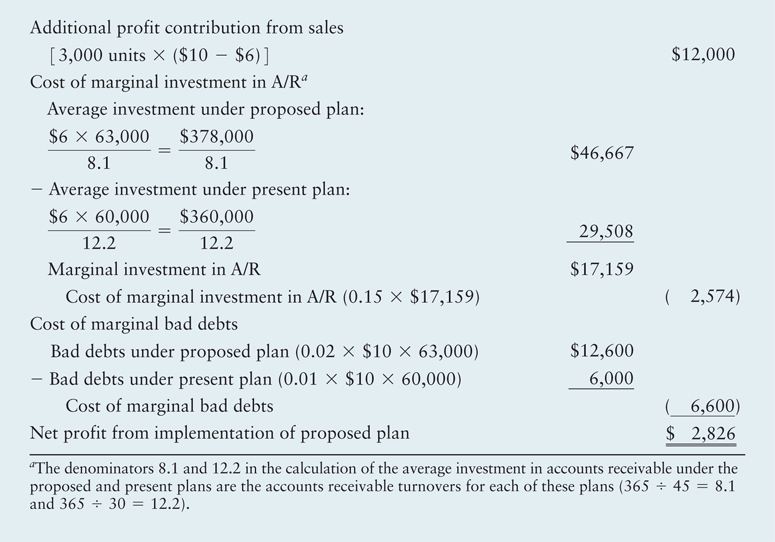 Additional profit contribution from sales
[3,000 units × ($10 − $6)] $12,000
Cost of marginal investment in A/Rᵃ
Average investment under proposed plan:
$6 × 63,000 / 8.1 = $378,000 / 8.1 $46,667
− Average investment under present plan:
$6 × 60,000 / 12.2 = $360,000 / 12.2 29,508
Marginal investment in A/R $17,159
Cost of marginal investment in A/R (0.15 × $17,159) ( 2,574)
Cost of marginal bad debts
Bad debts under proposed plan (0.02 × $10 × 63,000) $12,600
− Bad debts under present plan (0.01 × $10 × 60,000) 6,000
Cost of marginal bad debts ( 6,600)
Net profit from implementation of proposed plan $ 2,826
ᵃThe denominators 8.1 and 12.2 in the calculation of the average investment in accounts receivable under the
proposed and present plans are the accounts receivable turnovers for each of these plans (365 ÷ 45 = 8.1
and 365 ÷ 30 = 12.2).